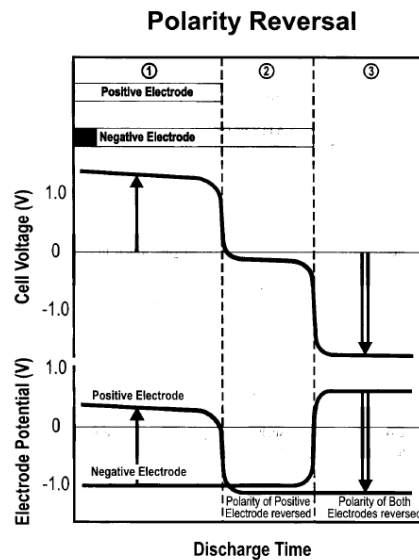 Polarity Reversal
① ② ③
Positive Electrode
Negative Electrode
Cell Voltage (V)
1.0
0
-1.0
Electrode Potential (V)
1.0
0
-1.0
Positive Electrode
Negative Electrode
Polarity of Positive
Electrode reversed
Polarity of Both
Electrodes reversed
Discharge Time